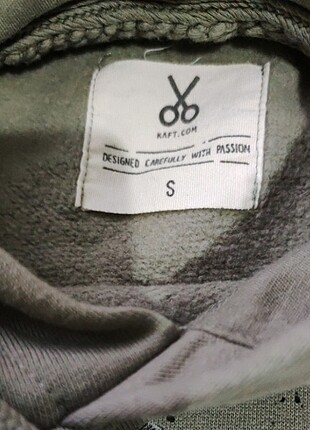 KAFT.COM
DESIGNED CAREFULLY WITH PASSION
S